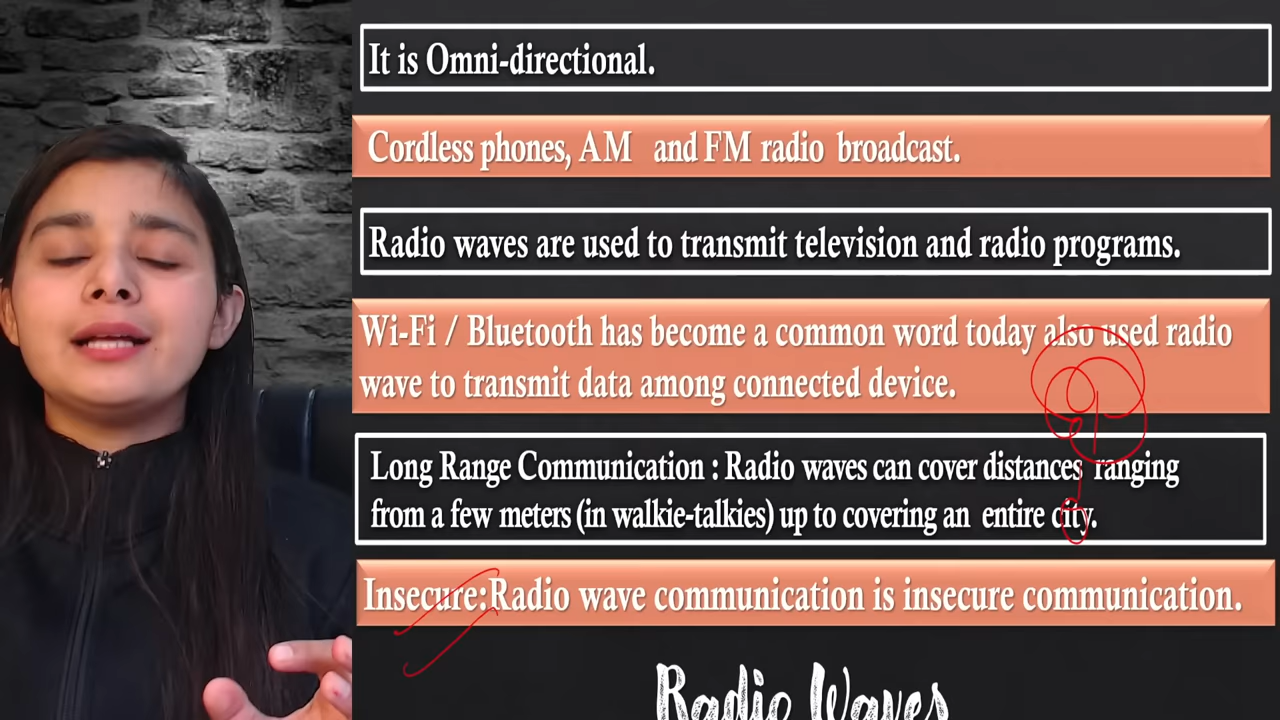 It is Omni-directional.
Cordless phones, AM and FM radio broadcast.
Radio waves are used to transmit television and radio programs.
Wi-Fi / Bluetooth has become a common word today also used radio
wave to transmit data among connected device.
Long Range Communication : Radio waves can cover distances ranging
from a few meters (in walkie-talkies) up to covering an entire city.
Insecure:Radio wave communication is insecure communication.
Radio Waves